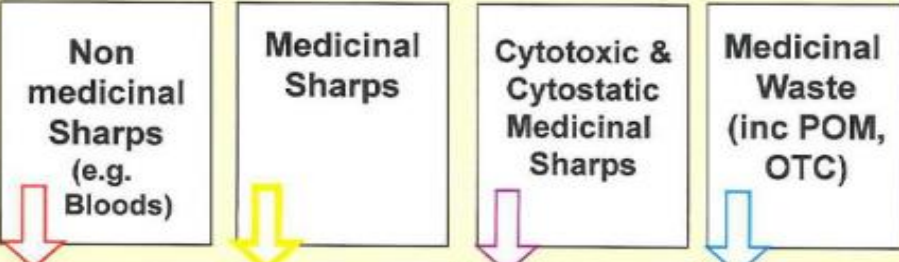 Non
medicinal
Sharps
(e.g.
Bloods)
Medicinal
Sharps
Cytotoxic &
Cytostatic
Medicinal
Sharps
Medicinal
Waste
(inc POM,
OTC)